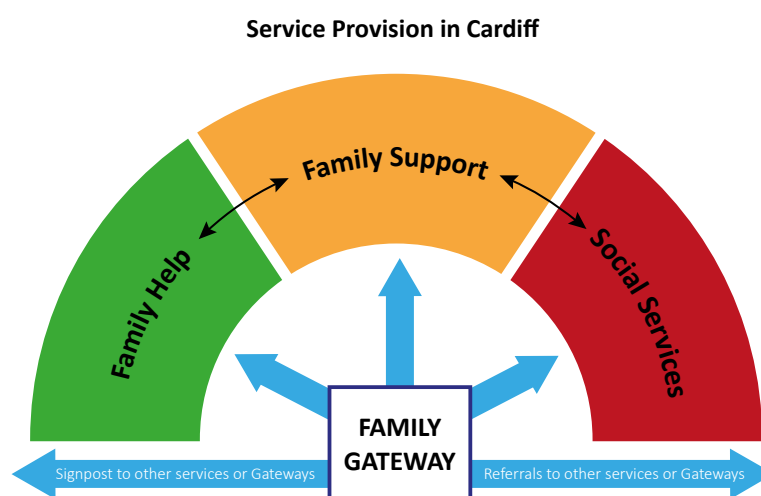 Service Provision in Cardiff
Family Help
Family Support
Social Services
FAMILY
GATEWAY
Signpost to other services or Gateways
Referrals to other services or Gateways